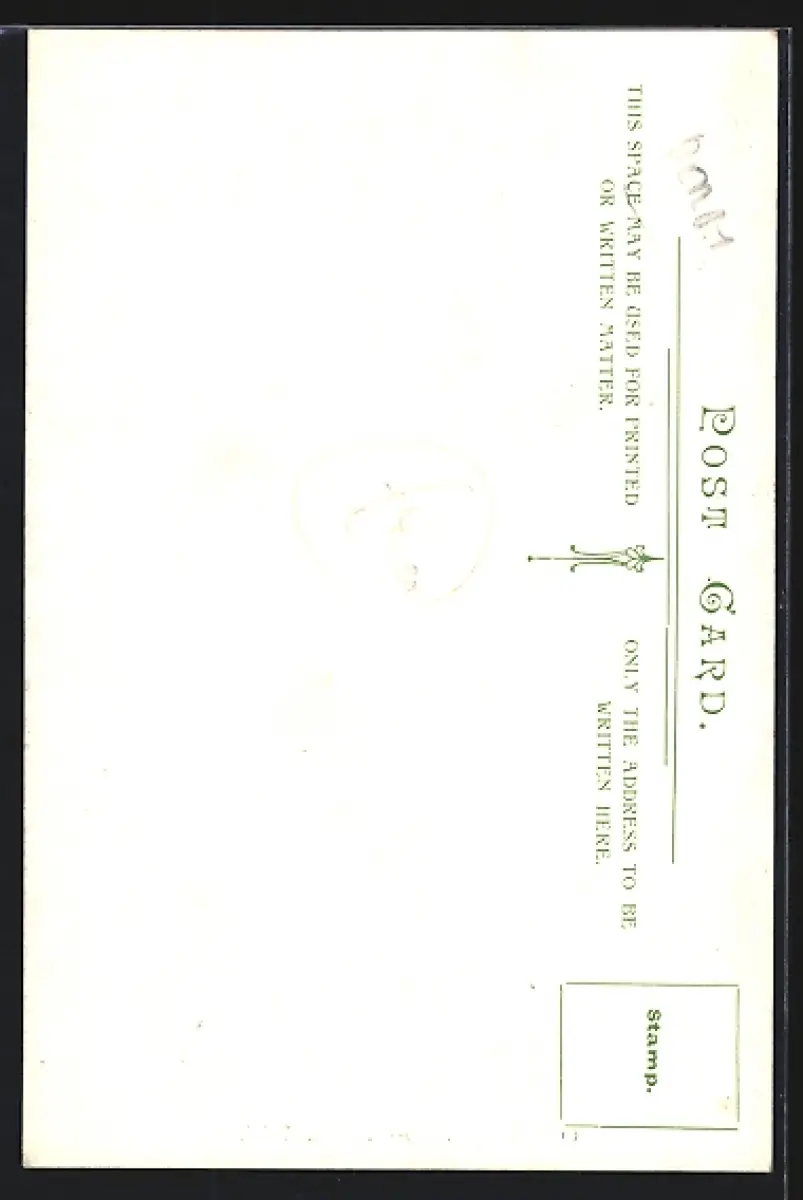 POST CARD.
THIS SPACE MAY BE USED FOR PRINTED
OR WRITTEN MATTER.
ONLY THE ADDRESS TO BE
WRITTEN HERE.
Stamp.